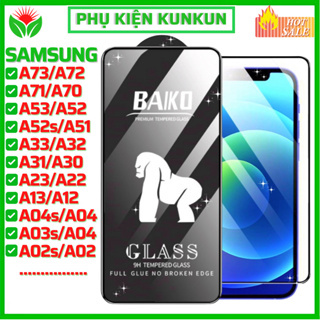 PHỤ KIỆN KUNKUN
HOT
SALE
SAMSUNG
A73/A72
A71/A70
A53/A52
A52s/A51
A33/A32
A31/A30
A23/A22
A13/A12
A04s/A04
A03s/A04
A02s/A02
..................
BAIKO
PREMIUM TEMPERED GLASS
GLASS
9H TEMPERED GLASS
FULL GLUE NO BROKEN EDGE